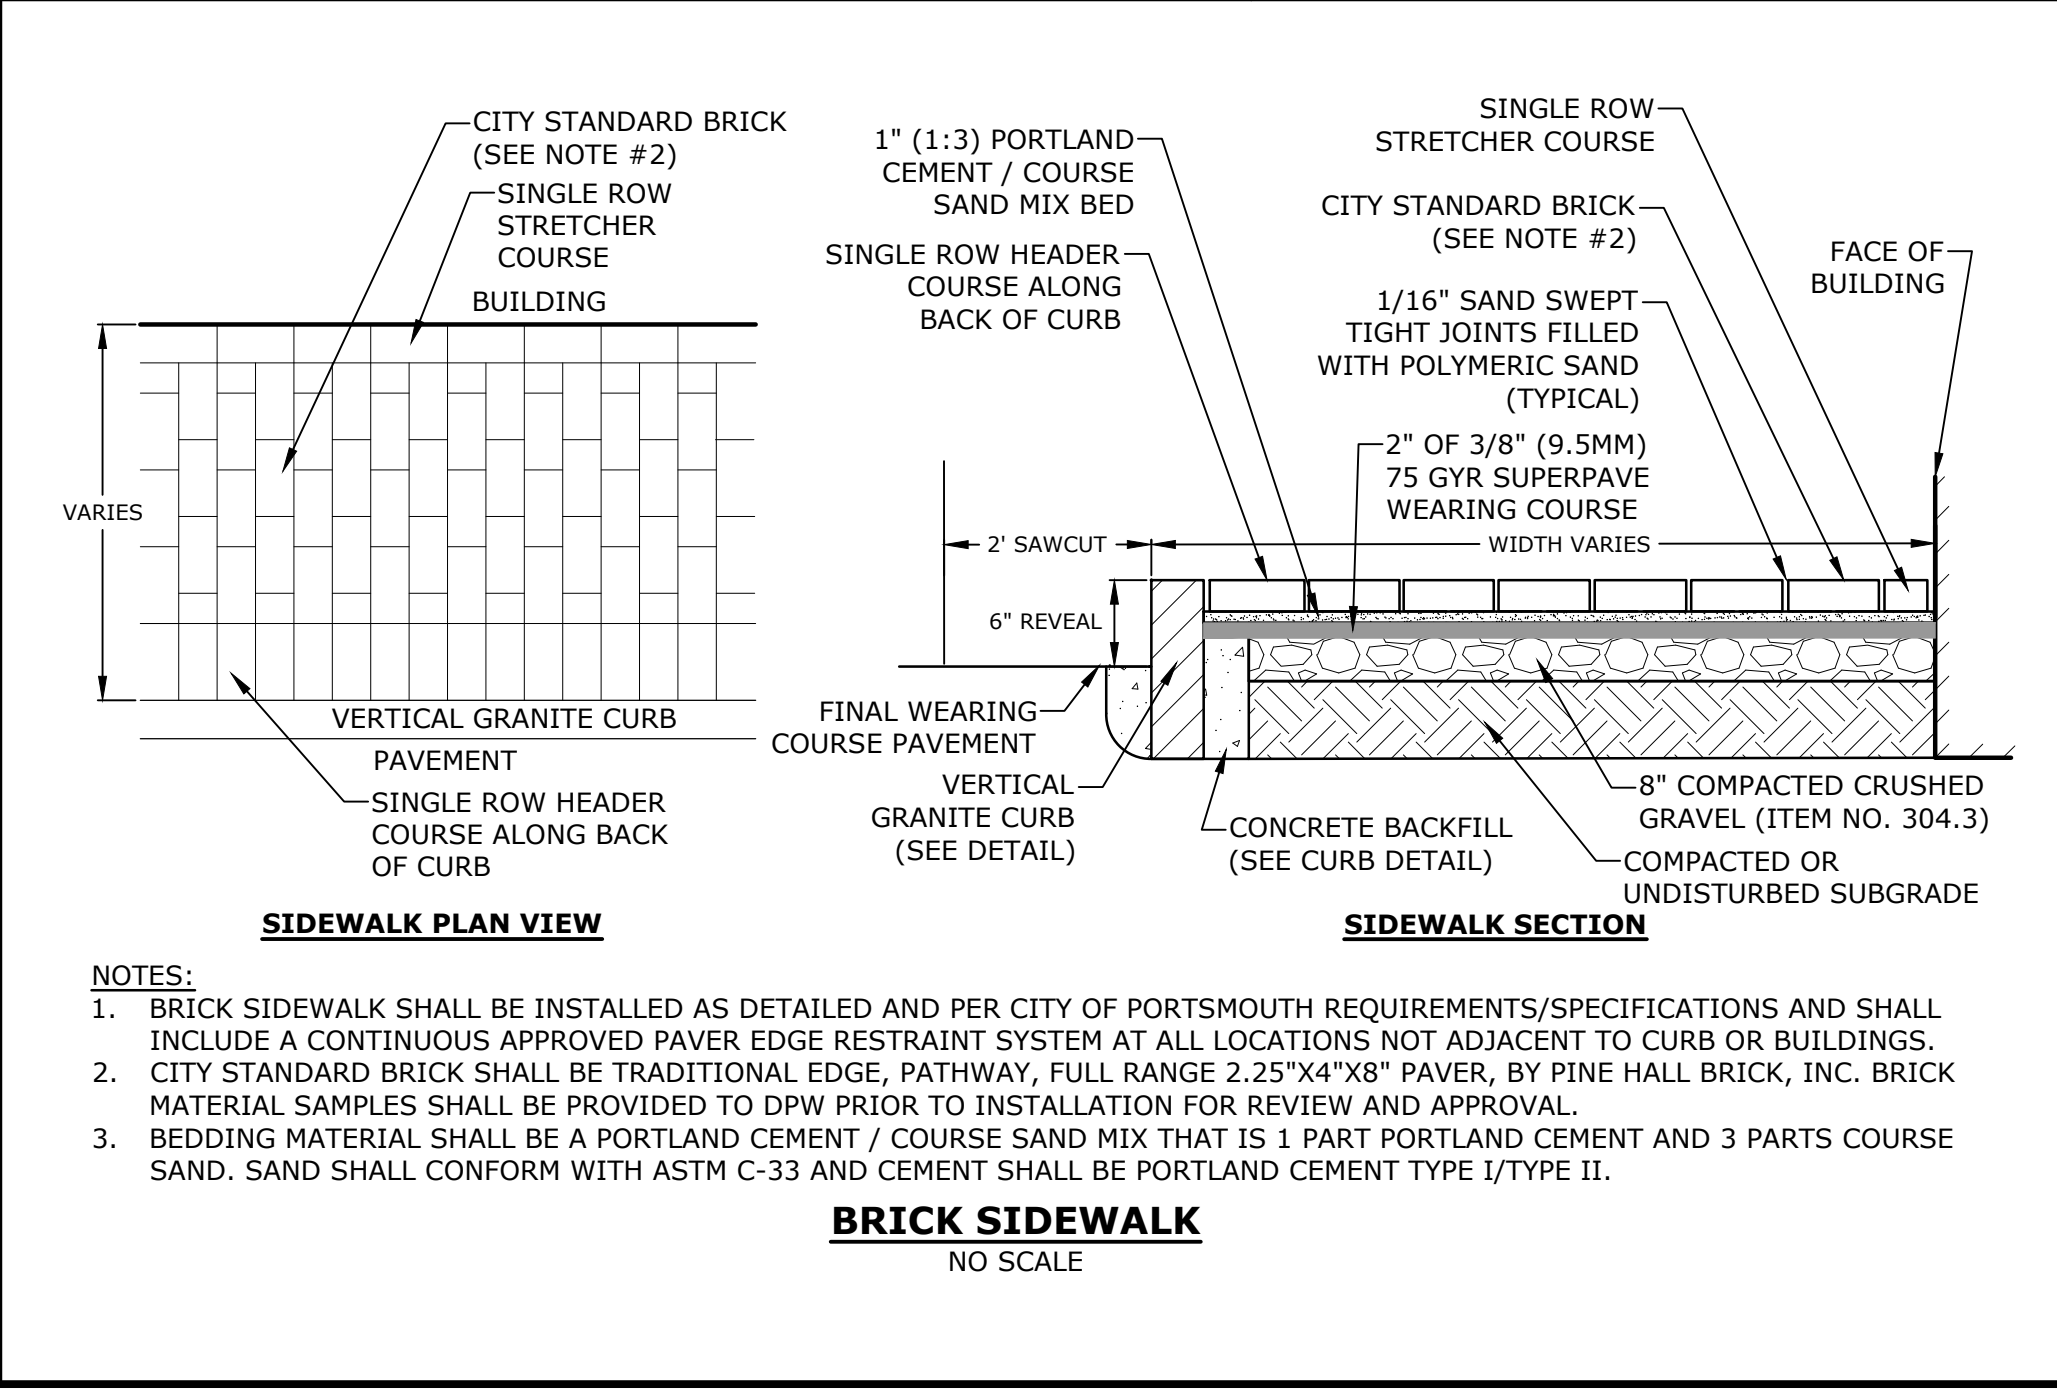 CITY STANDARD BRICK
(SEE NOTE #2)
SINGLE ROW
STRETCHER
COURSE
BUILDING
VARIES
VERTICAL GRANITE CURB
PAVEMENT
SINGLE ROW HEADER
COURSE ALONG BACK
OF CURB
SIDEWALK PLAN VIEW
1" (1:3) PORTLAND
CEMENT / COURSE
SAND MIX BED
SINGLE ROW HEADER
COURSE ALONG
BACK OF CURB
SINGLE ROW
STRETCHER COURSE
CITY STANDARD BRICK
(SEE NOTE #2)
1/16" SAND SWEPT
TIGHT JOINTS FILLED
WITH POLYMERIC SAND
(TYPICAL)
2" OF 3/8" (9.5MM)
75 GYR SUPERPAVE
WEARING COURSE
FACE OF
BUILDING
2' SAWCUT
WIDTH VARIES
6" REVEAL
FINAL WEARING
COURSE PAVEMENT
VERTICAL
GRANITE CURB
(SEE DETAIL)
CONCRETE BACKFILL
(SEE CURB DETAIL)
8" COMPACTED CRUSHED
GRAVEL (ITEM NO. 304.3)
COMPACTED OR
UNDISTURBED SUBGRADE
SIDEWALK SECTION
NOTES:
1. BRICK SIDEWALK SHALL BE INSTALLED AS DETAILED AND PER CITY OF PORTSMOUTH REQUIREMENTS/SPECIFICATIONS AND SHALL
INCLUDE A CONTINUOUS APPROVED PAVER EDGE RESTRAINT SYSTEM AT ALL LOCATIONS NOT ADJACENT TO CURB OR BUILDINGS.
2. CITY STANDARD BRICK SHALL BE TRADITIONAL EDGE, PATHWAY, FULL RANGE 2.25"X4"X8" PAVER, BY PINE HALL BRICK, INC. BRICK
MATERIAL SAMPLES SHALL BE PROVIDED TO DPW PRIOR TO INSTALLATION FOR REVIEW AND APPROVAL.
3. BEDDING MATERIAL SHALL BE A PORTLAND CEMENT / COURSE SAND MIX THAT IS 1 PART PORTLAND CEMENT AND 3 PARTS COURSE
SAND. SAND SHALL CONFORM WITH ASTM C-33 AND CEMENT SHALL BE PORTLAND CEMENT TYPE I/TYPE II.
BRICK SIDEWALK
NO SCALE